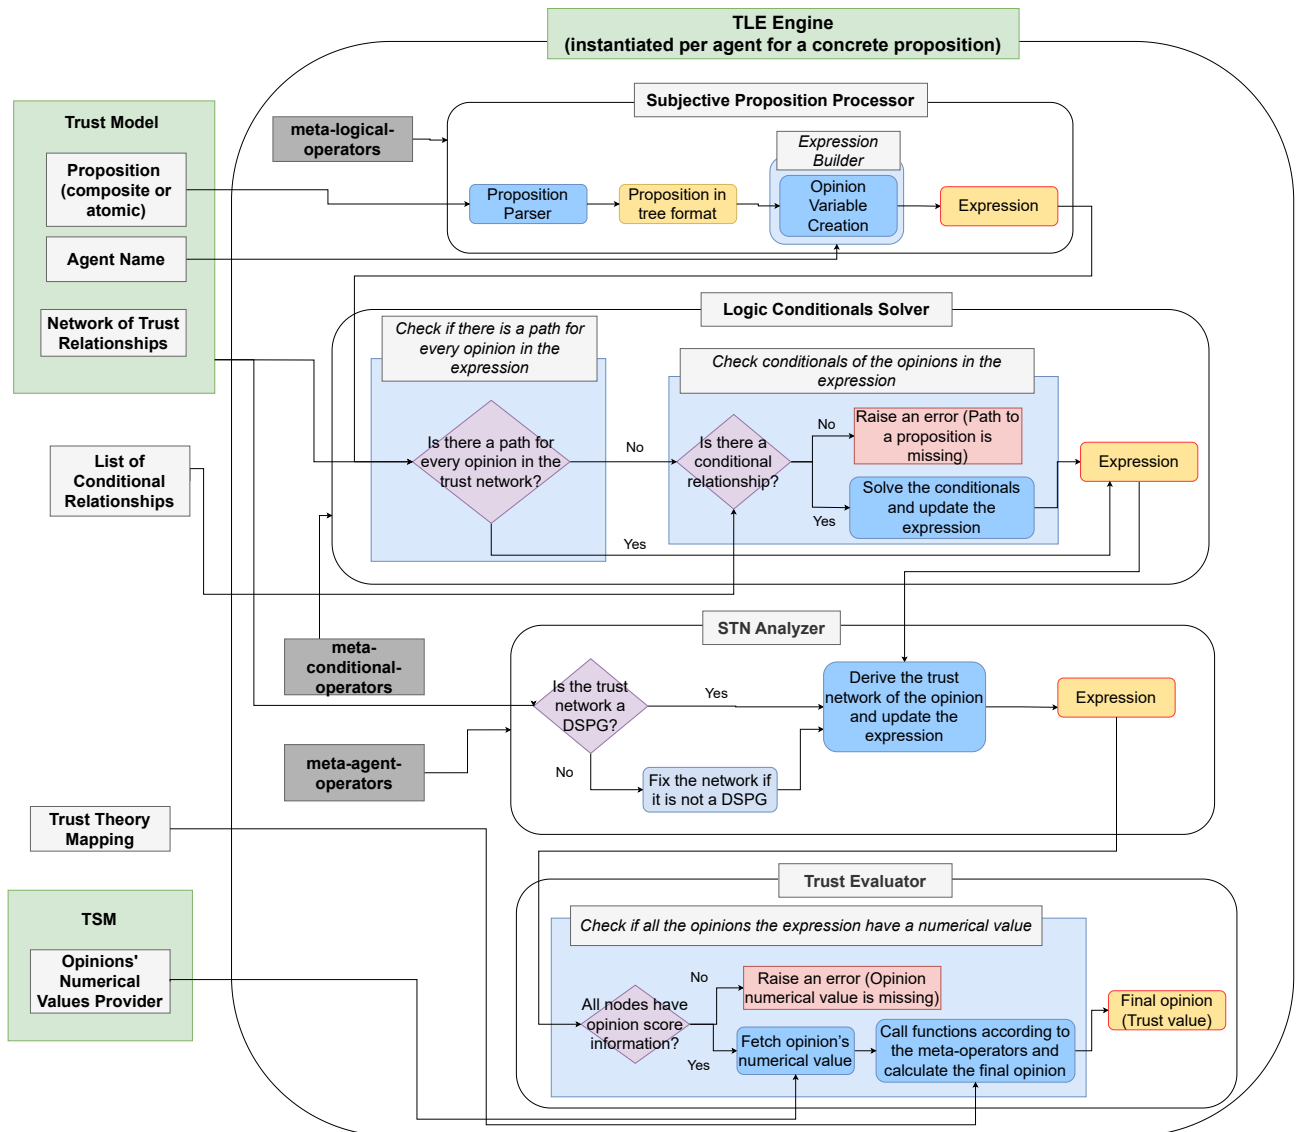 TLE Engine
(instantiated per agent for a concrete proposition)
Subjective Proposition Processor
Trust Model
meta-logical-
operators
Expression
Builder
Proposition
(composite or
atomic)
Proposition
Parser
Proposition in
tree format
Opinion
Variable
Creation
Expression
Agent Name
Network of Trust
Relationships
Logic Conditionals Solver
Check if there is a path for
every opinion in the
expression
Check conditionals of the opinions in the
expression
Is there a path for
every opinion in the
trust network?
No
Is there a
conditional
relationship?
No
Raise an error (Path to
a proposition is
missing)
Expression
Yes
Solve the conditionals
and update the
expression
Yes
List of
Conditional
Relationships
STN Analyzer
meta-
conditional-
operators
Is the trust
network a
DSPG?
Yes
Derive the trust
network of the opinion
and update the
expression
Expression
No
Fix the network if
it is not a DSPG
meta-agent-
operators
Trust Theory
Mapping
Trust Evaluator
TSM
Opinions'
Numerical
Values Provider
Check if all the opinions the expression have a numerical value
All nodes have
opinion score
information?
No
Raise an error (Opinion
numerical value is missing)
Yes
Fetch opinion’s
numerical value
Call functions according to
the meta-operators and
calculate the final opinion
Final opinion
(Trust value)